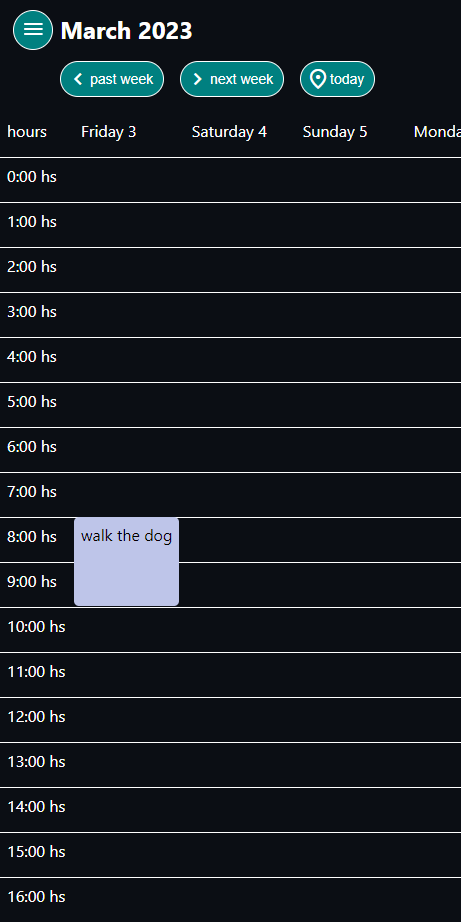 March 2023
past week next week today
hours Friday 3 Saturday 4 Sunday 5 Monda
0:00 hs
1:00 hs
2:00 hs
3:00 hs
4:00 hs
5:00 hs
6:00 hs
7:00 hs
8:00 hs walk the dog
9:00 hs
10:00 hs
11:00 hs
12:00 hs
13:00 hs
14:00 hs
15:00 hs
16:00 hs